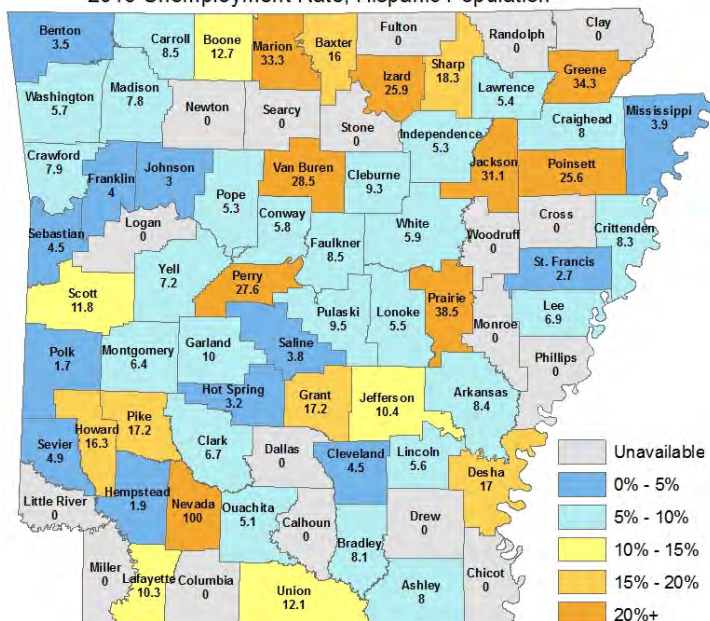 Benton
3.5
Carroll
8.5
Boone
12.7
Marion
33.3
Baxter
16
Fulton
0
Randolph
0
Clay
0
Washington
5.7
Madison
7.8
Newton
0
Searcy
0
Stone
0
Izard
25.9
Sharp
18.3
Lawrence
5.4
Greene
34.3
Craighead
8
Mississippi
3.9
Independence
5.3
Crawford
7.9
Franklin
4
Johnson
3
Pope
5.3
Van Buren
28.5
Cleburne
9.3
Jackson
31.1
Poinsett
25.6
Sebastian
4.5
Logan
0
Conway
5.8
Faulkner
8.5
White
5.9
Woodruff
0
Cross
0
Crittenden
8.3
St. Francis
2.7
Scott
11.8
Yell
7.2
Perry
27.6
Pulaski
9.5
Lonoke
5.5
Prairie
38.5
Monroe
0
Lee
6.9
Phillips
0
Polk
1.7
Montgomery
6.4
Garland
10
Saline
3.8
Hot Spring
3.2
Grant
17.2
Jefferson
10.4
Arkansas
8.4
Sevier
4.9
Howard
16.3
Pike
17.2
Clark
6.7
Dallas
0
Cleveland
4.5
Lincoln
5.6
Desha
17
Little River
0
Hempstead
1.9
Nevada
100
Ouachita
5.1
Calhoun
0
Bradley
8.1
Drew
0
Chicot
0
Miller
0
Lafayette
10.3
Columbia
0
Union
12.1
Ashley
8
Unavailable
0% - 5%
5% - 10%
10% - 15%
15% - 20%
20%+